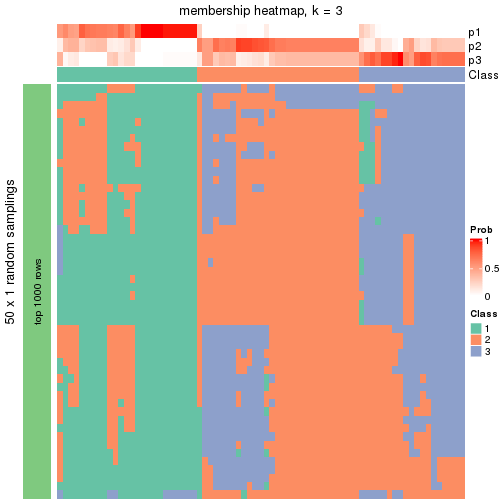 membership heatmap, k = 3
p1
p2
p3
Class
50 x 1 random samplings
top 1000 rows
Prob
1
0.5
0
Class
1
2
3